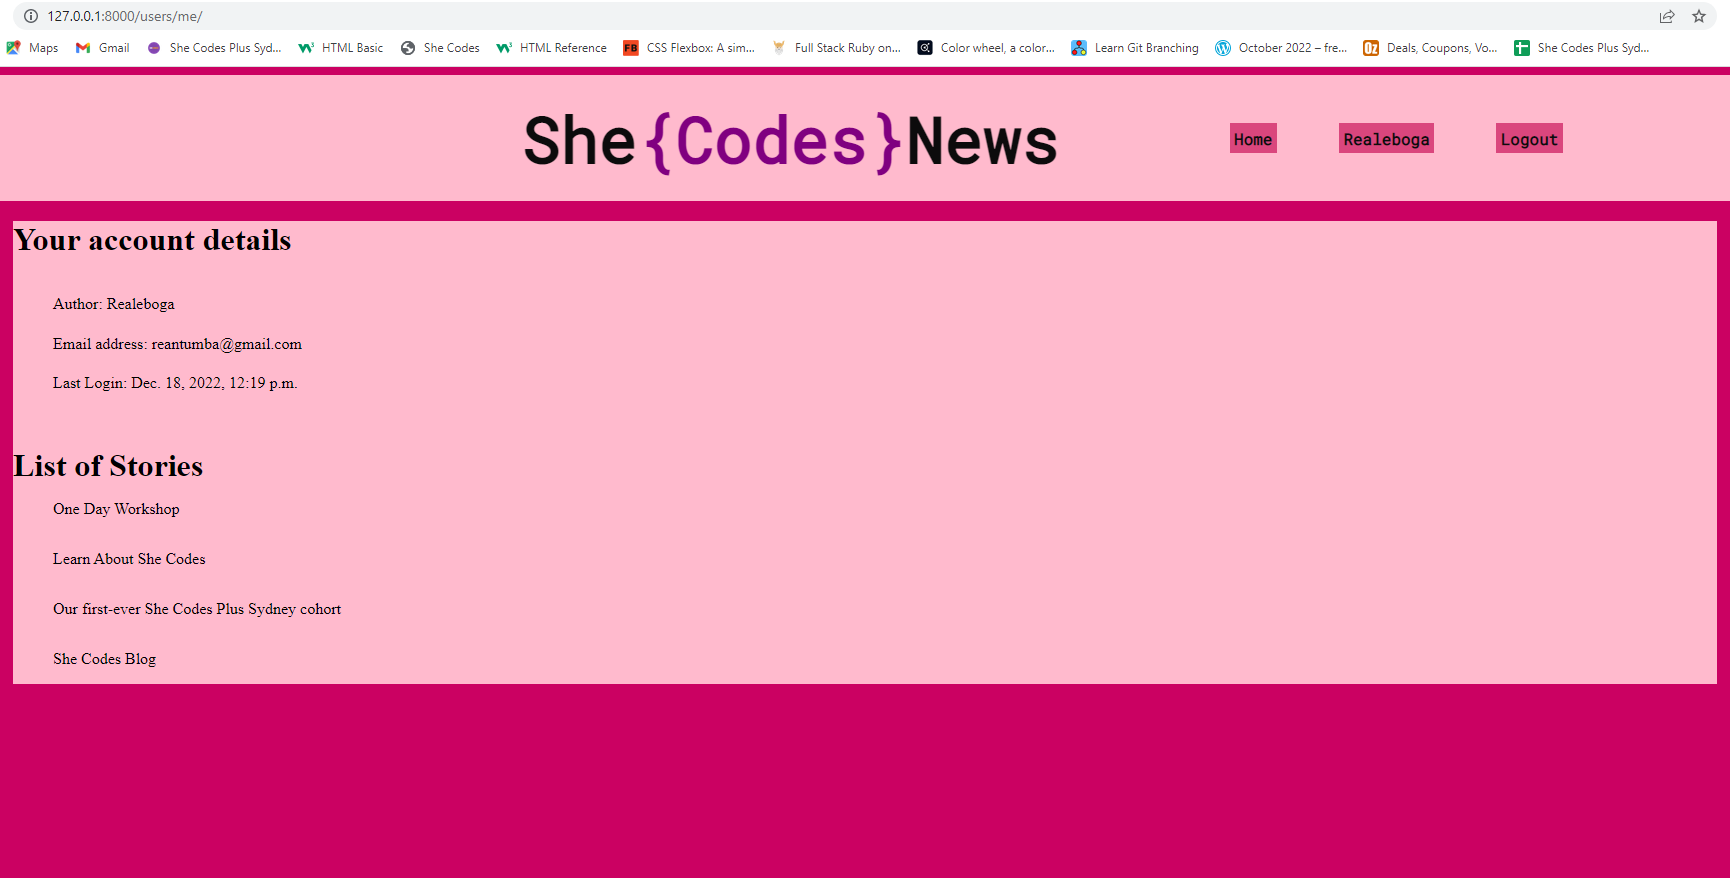 127.0.0.1:8000/users/me/
Maps Gmail She Codes Plus Syd... HTML Basic She Codes HTML Reference FB CSS Flexbox: A sim... Full Stack Ruby on... Color wheel, a color... Learn Git Branching October 2022 – fre... OZ Deals, Coupons, Vo... She Codes Plus Syd...
She{Codes}News Home Realeboga Logout
Your account details
Author: Realeboga
Email address: reantumba@gmail.com
Last Login: Dec. 18, 2022, 12:19 p.m.
List of Stories
One Day Workshop
Learn About She Codes
Our first-ever She Codes Plus Sydney cohort
She Codes Blog